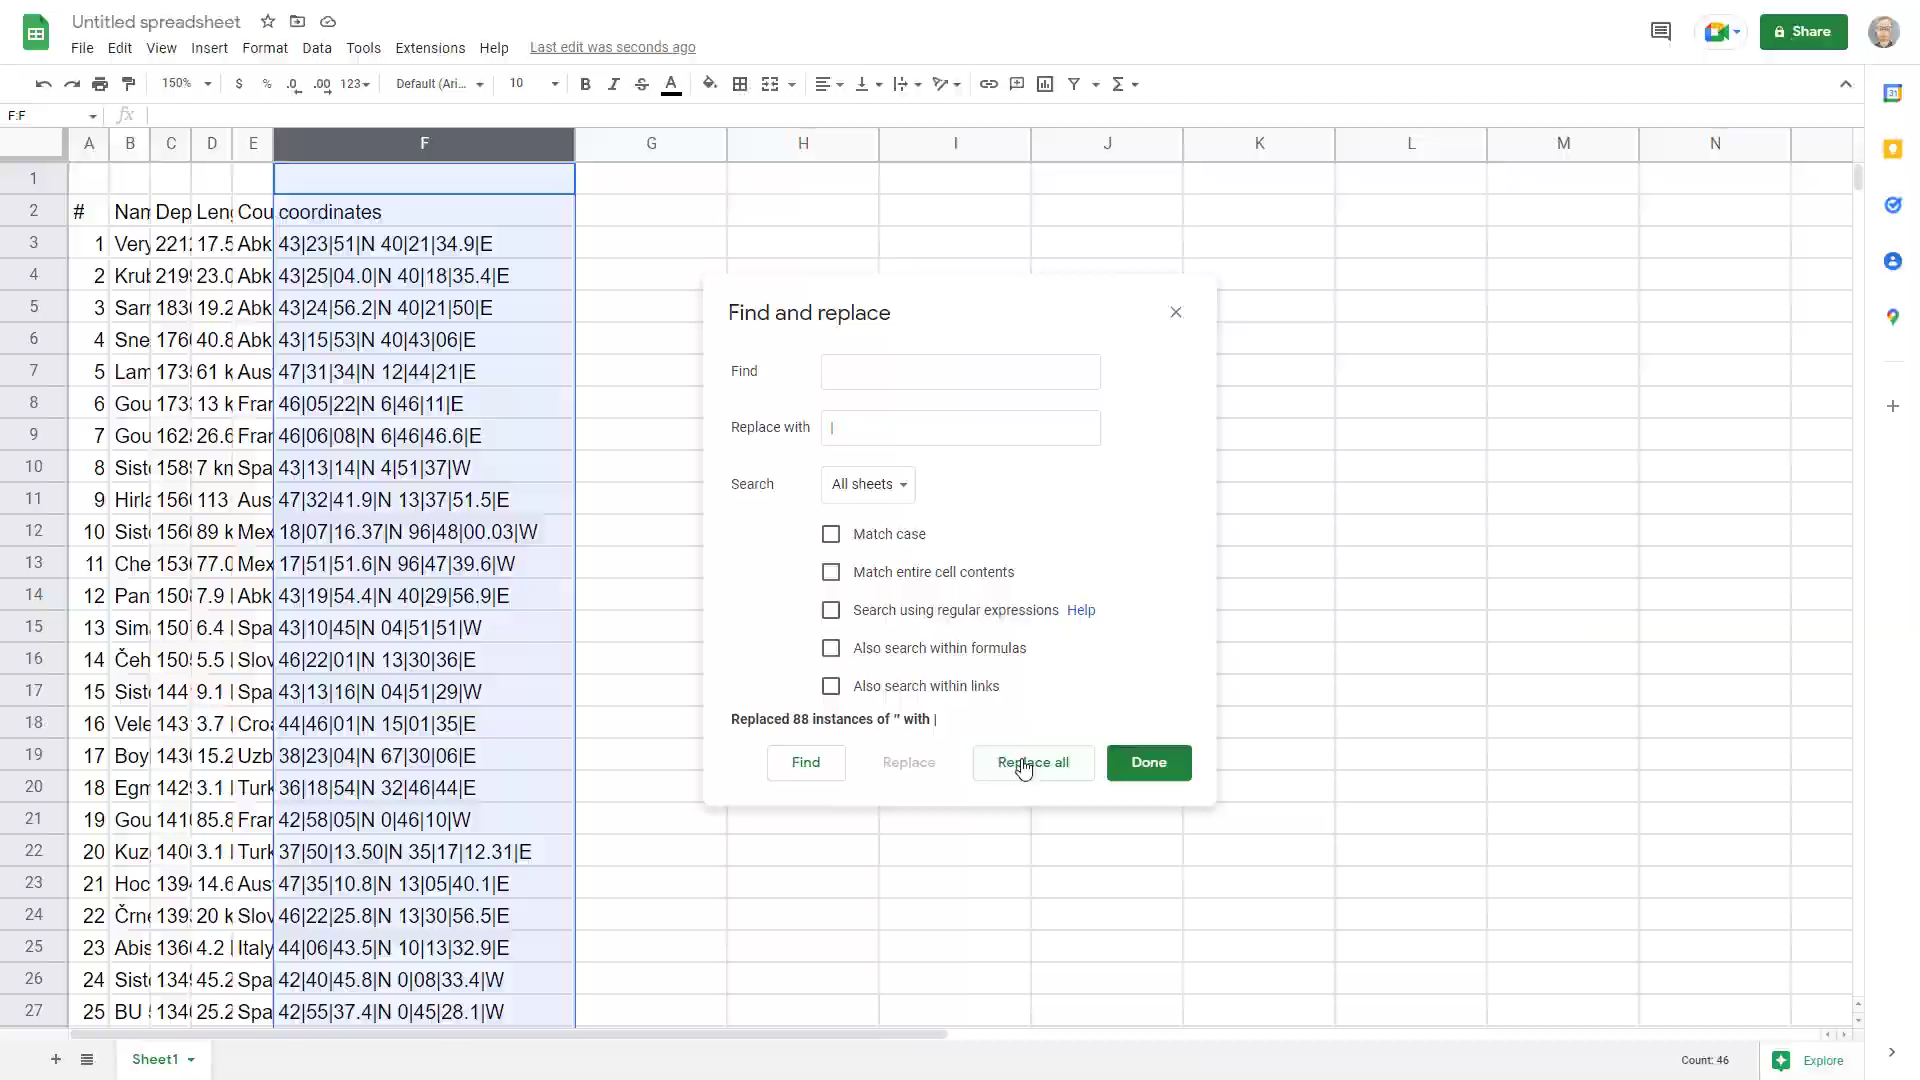 Untitled spreadsheet
File Edit View Insert Format Data Tools Extensions Help Last edit was seconds ago
Share
150% $ % .0 .00 123 Default (Ari... 10 B I S A
31
F:F fx
A B C D E F G H I J K L M N
1
2 # Nam Dep Leng Cou coordinates
3 1 Very 221 17.5 Abk 43|23|51|N 40|21|34.9|E
4 2 Krub 219 23.0 Abk 43|25|04.0|N 40|18|35.4|E
5 3 Sarr 183 19.2 Abk 43|24|56.2|N 40|21|50|E
6 4 Sne 176 40.8 Abk 43|15|53|N 40|43|06|E
7 5 Lam 173 61 k Aus 47|31|34|N 12|44|21|E
8 6 Gou 173 13 k Fran 46|05|22|N 6|46|11|E
9 7 Gou 162 26.6 Fran 46|06|08|N 6|46|46.6|E
10 8 Siste 158 7 km Spa 43|13|14|N 4|51|37|W
11 9 Hirla 156 113 Aus 47|32|41.9|N 13|37|51.5|E
12 10 Siste 156 89 k Mex 18|07|16.37|N 96|48|00.03|W
13 11 Che 153 77.0 Mex 17|51|51.6|N 96|47|39.6|W
14 12 Pan 150 7.9 Abk 43|19|54.4|N 40|29|56.9|E
15 13 Sim 150 6.4 Spa 43|10|45|N 04|51|51|W
16 14 Čeh 150 5.5 Slov 46|22|01|N 13|30|36|E
17 15 Siste 144 9.1 Spa 43|13|16|N 04|51|29|W
18 16 Vele 143 3.7 Croa 44|46|01|N 15|01|35|E
19 17 Boy 143 15.2 Uzb 38|23|04|N 67|30|06|E
20 18 Egm 142 3.1 Turk 36|18|54|N 32|46|44|E
21 19 Gou 141 85.8 Fran 42|58|05|N 0|46|10|W
22 20 Kuz 140 3.1 Turk 37|50|13.50|N 35|17|12.31|E
23 21 Hoc 139 14.6 Aus 47|35|10.8|N 13|05|40.1|E
24 22 Črne 139 20 k Slov 46|22|25.8|N 13|30|56.5|E
25 23 Abis 136 4.2 Italy 44|06|43.5|N 10|13|32.9|E
26 24 Siste 134 45.2 Spa 42|40|45.8|N 0|08|33.4|W
27 25 BU 134 25.2 Spa 42|55|37.4|N 0|45|28.1|W
Find and replace
Find
Replace with |
Search All sheets
Match case
Match entire cell contents
Search using regular expressions Help
Also search within formulas
Also search within links
Replaced 88 instances of ″ with |
Find Replace Replace all Done
Sheet1
Count: 46
Explore